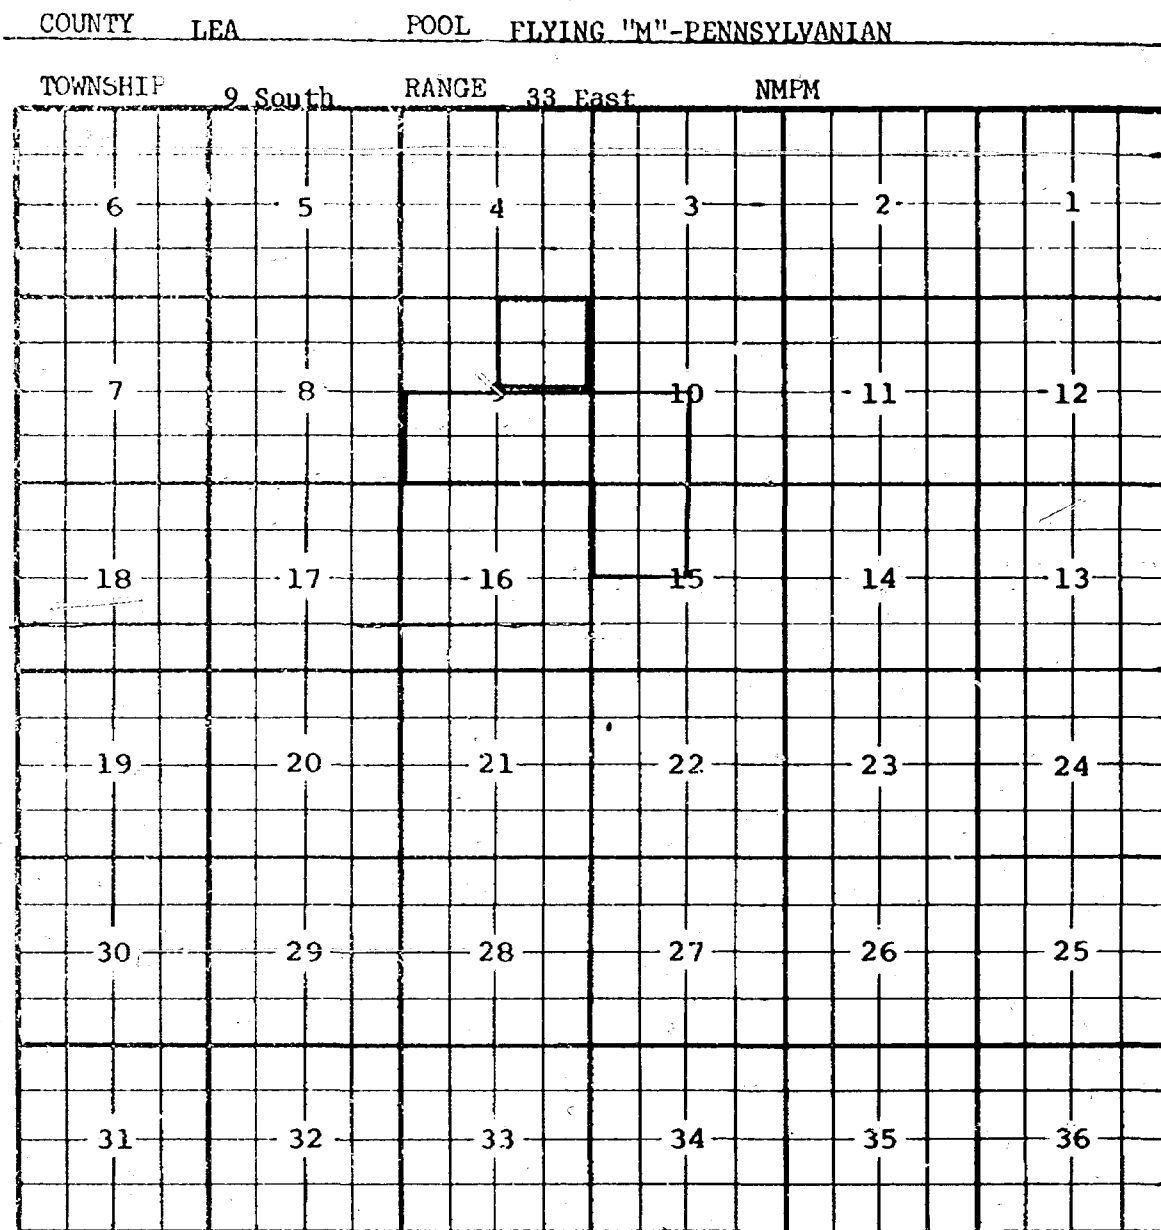 COUNTY LEA POOL FLYING "M"-PENNSYLVANIAN
TOWNSHIP 9 South RANGE 33 East NMPM
6 5 4 3 2 1
7 8 10 11 12
18 17 16 15 14 13
19 20 21 22 23 24
30 29 28 27 26 25
31 32 33 34 35 36